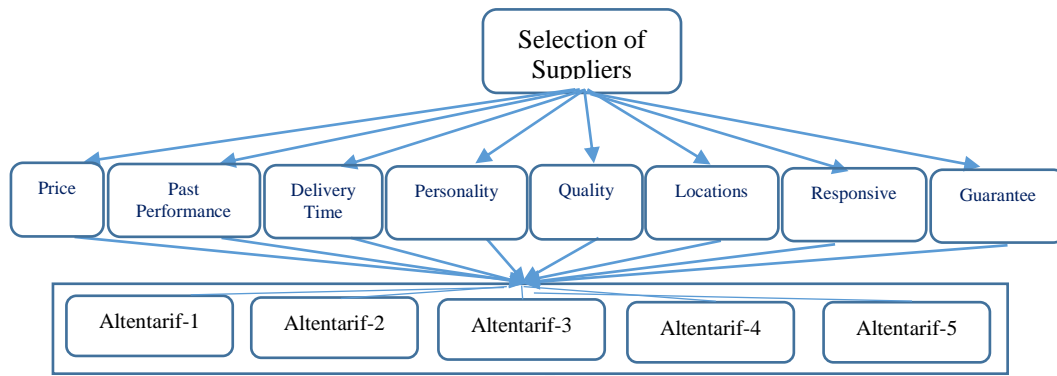 Selection of
Suppliers
Price
Past
Performance
Delivery
Time
Personality
Quality
Locations
Responsive
Guarantee
Altentarif-1
Altentarif-2
Altentarif-3
Altentarif-4
Altentarif-5